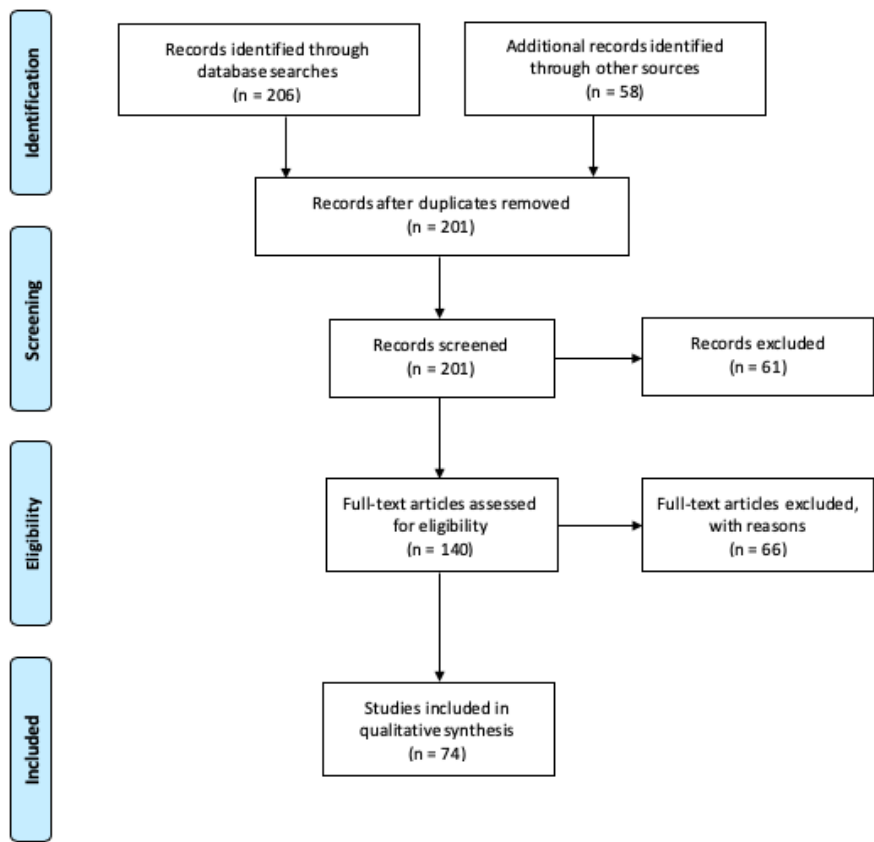 Identification
Records identified through
database searches
(n = 206)
Additional records identified
through other sources
(n = 58)
Records after duplicates removed
(n = 201)
Screening
Records screened
(n = 201)
Records excluded
(n = 61)
Eligibility
Full-text articles assessed
for eligibility
(n = 140)
Full-text articles excluded,
with reasons
(n = 66)
Included
Studies included in
qualitative synthesis
(n = 74)